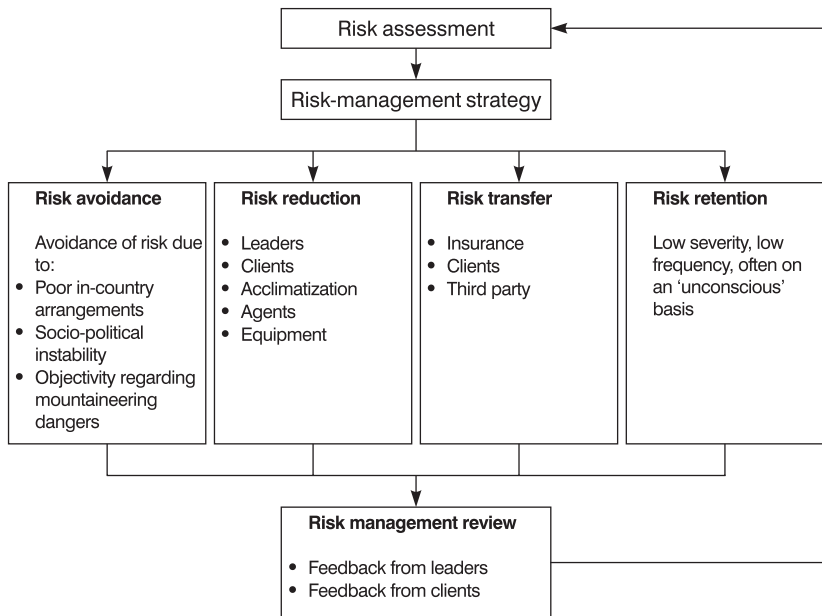 Risk assessment
Risk-management strategy
Risk avoidance
Avoidance of risk due
to:
• Poor in-country
arrangements
• Socio-political
instability
• Objectivity regarding
mountaineering
dangers
Risk reduction
• Leaders
• Clients
• Acclimatization
• Agents
• Equipment
Risk transfer
• Insurance
• Clients
• Third party
Risk retention
Low severity, low
frequency, often on
an ‘unconscious’
basis
Risk management review
• Feedback from leaders
• Feedback from clients